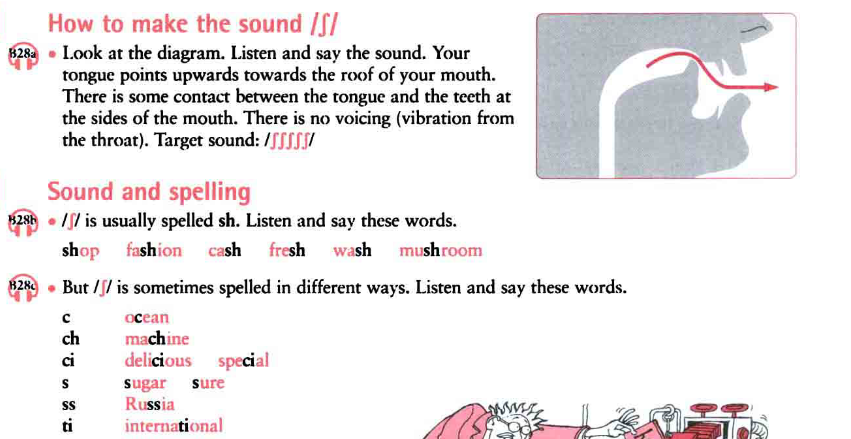 How to make the sound /ʃ/
B28a • Look at the diagram. Listen and say the sound. Your
tongue points upwards towards the roof of your mouth.
There is some contact between the tongue and the teeth at
the sides of the mouth. There is no voicing (vibration from
the throat). Target sound: /ʃʃʃʃʃ/
Sound and spelling
B28b • /ʃ/ is usually spelled sh. Listen and say these words.
shop fashion cash fresh wash mushroom
B28c • But /ʃ/ is sometimes spelled in different ways. Listen and say these words.
c ocean
ch machine
ci delicious special
s sugar sure
ss Russia
ti international